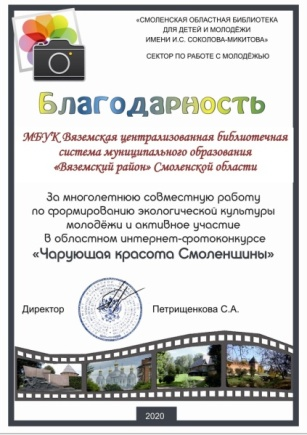 «СМОЛЕНСКАЯ ОБЛАСТНАЯ БИБЛИОТЕКА
ДЛЯ ДЕТЕЙ И МОЛОДЁЖИ
ИМЕНИ И.С. СОКОЛОВА-МИКИТОВА»
СЕКТОР ПО РАБОТЕ С МОЛОДЁЖЬЮ
Благодарность
МБУК Вяземская централизованная библиотечная
система муниципального образования
«Вяземский район» Смоленской области
За многолетнюю совместную работу
по формированию экологической культуры
молодёжи и активное участие
в областном интернет-фотоконкурсе
«Чарующая красота Смоленщины»
Директор Петрищенкова С.А.
2020